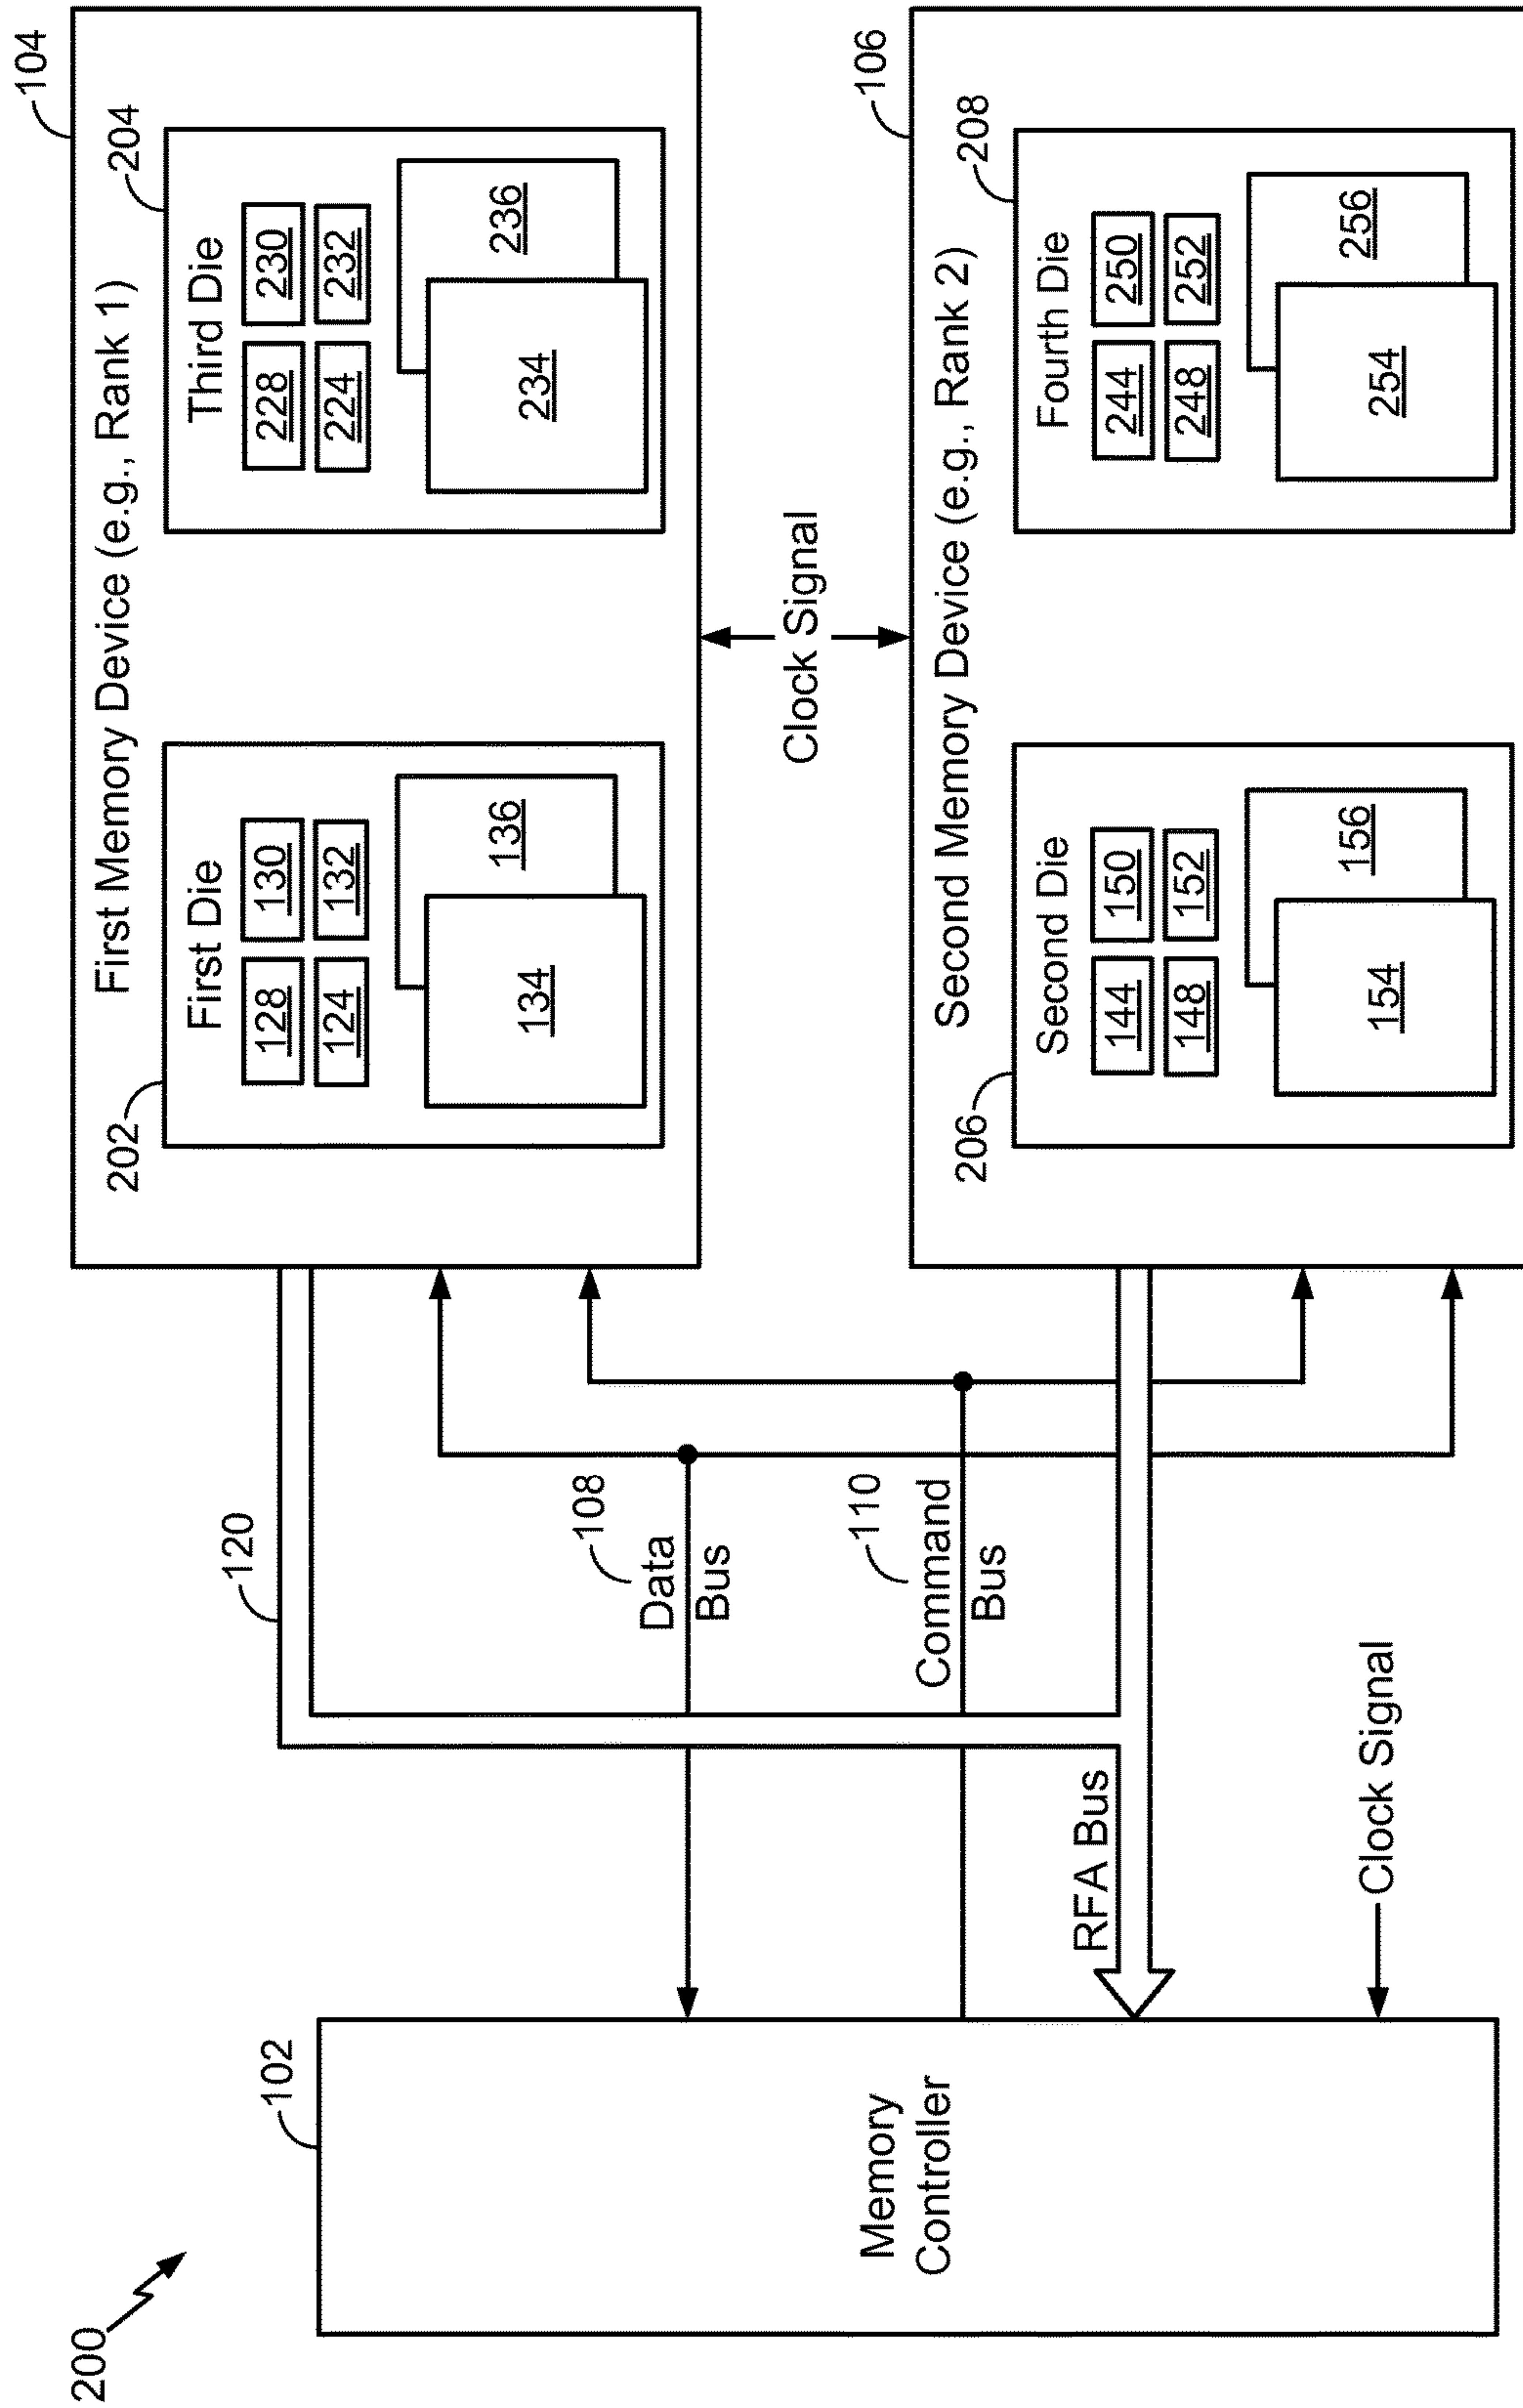 200
102
Memory
Controller
120
108
Data
Bus
110
Command
Bus
RFA Bus
Clock Signal
104
First Memory Device (e.g., Rank 1)
202
First Die
128 130
124 132
134
136
204
Third Die
228 230
224 232
234
236
Clock Signal
106
Second Memory Device (e.g., Rank 2)
206
Second Die
144 150
148 152
154
156
208
Fourth Die
244 250
248 252
254
256